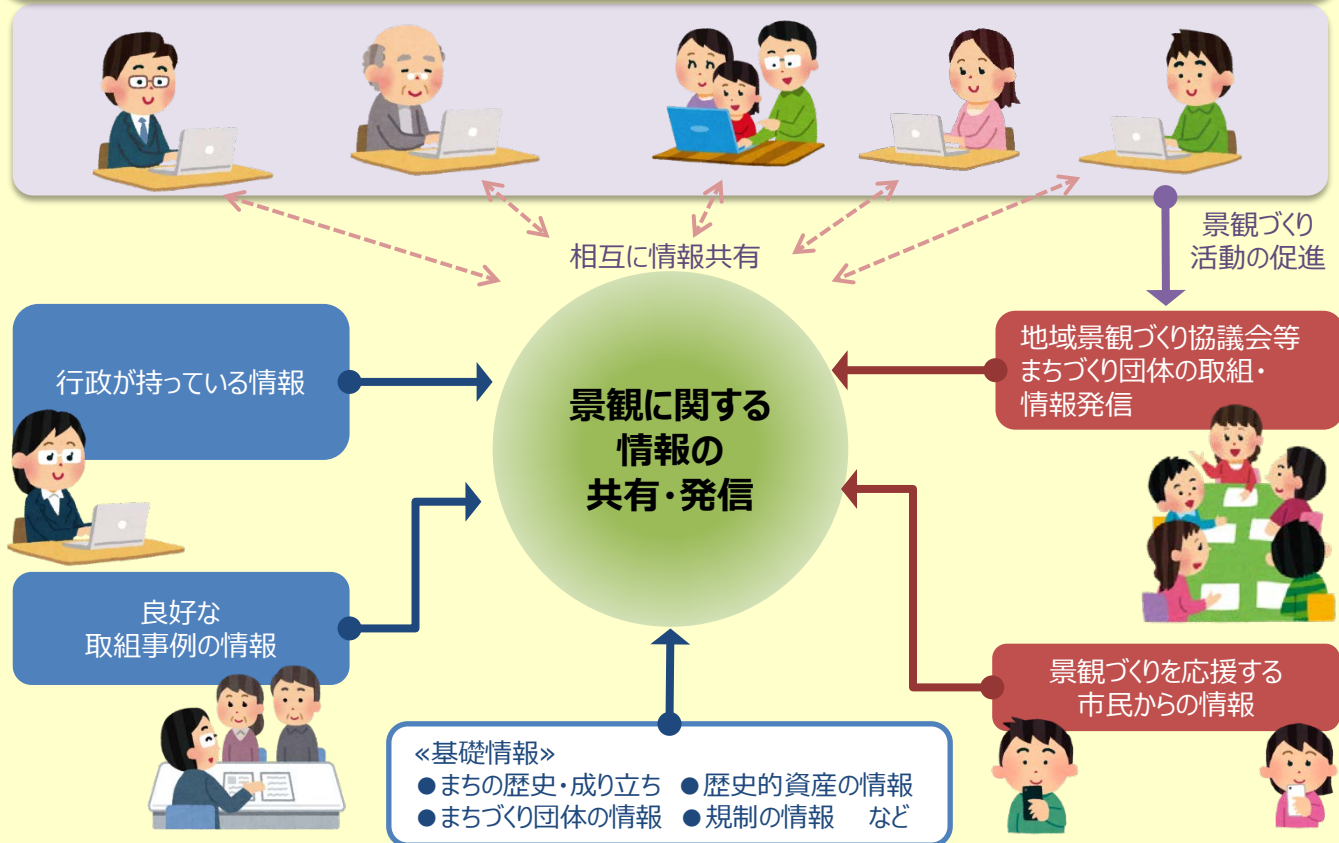 相互に情報共有
景観づくり
活動の促進
行政が持っている情報
地域景観づくり協議会等
まちづくり団体の取組・
情報発信
景観に関する
情報の
共有・発信
良好な
取組事例の情報
景観づくりを応援する
市民からの情報
≪基礎情報≫
●まちの歴史・成り立ち ●歴史的資産の情報
●まちづくり団体の情報 ●規制の情報 など